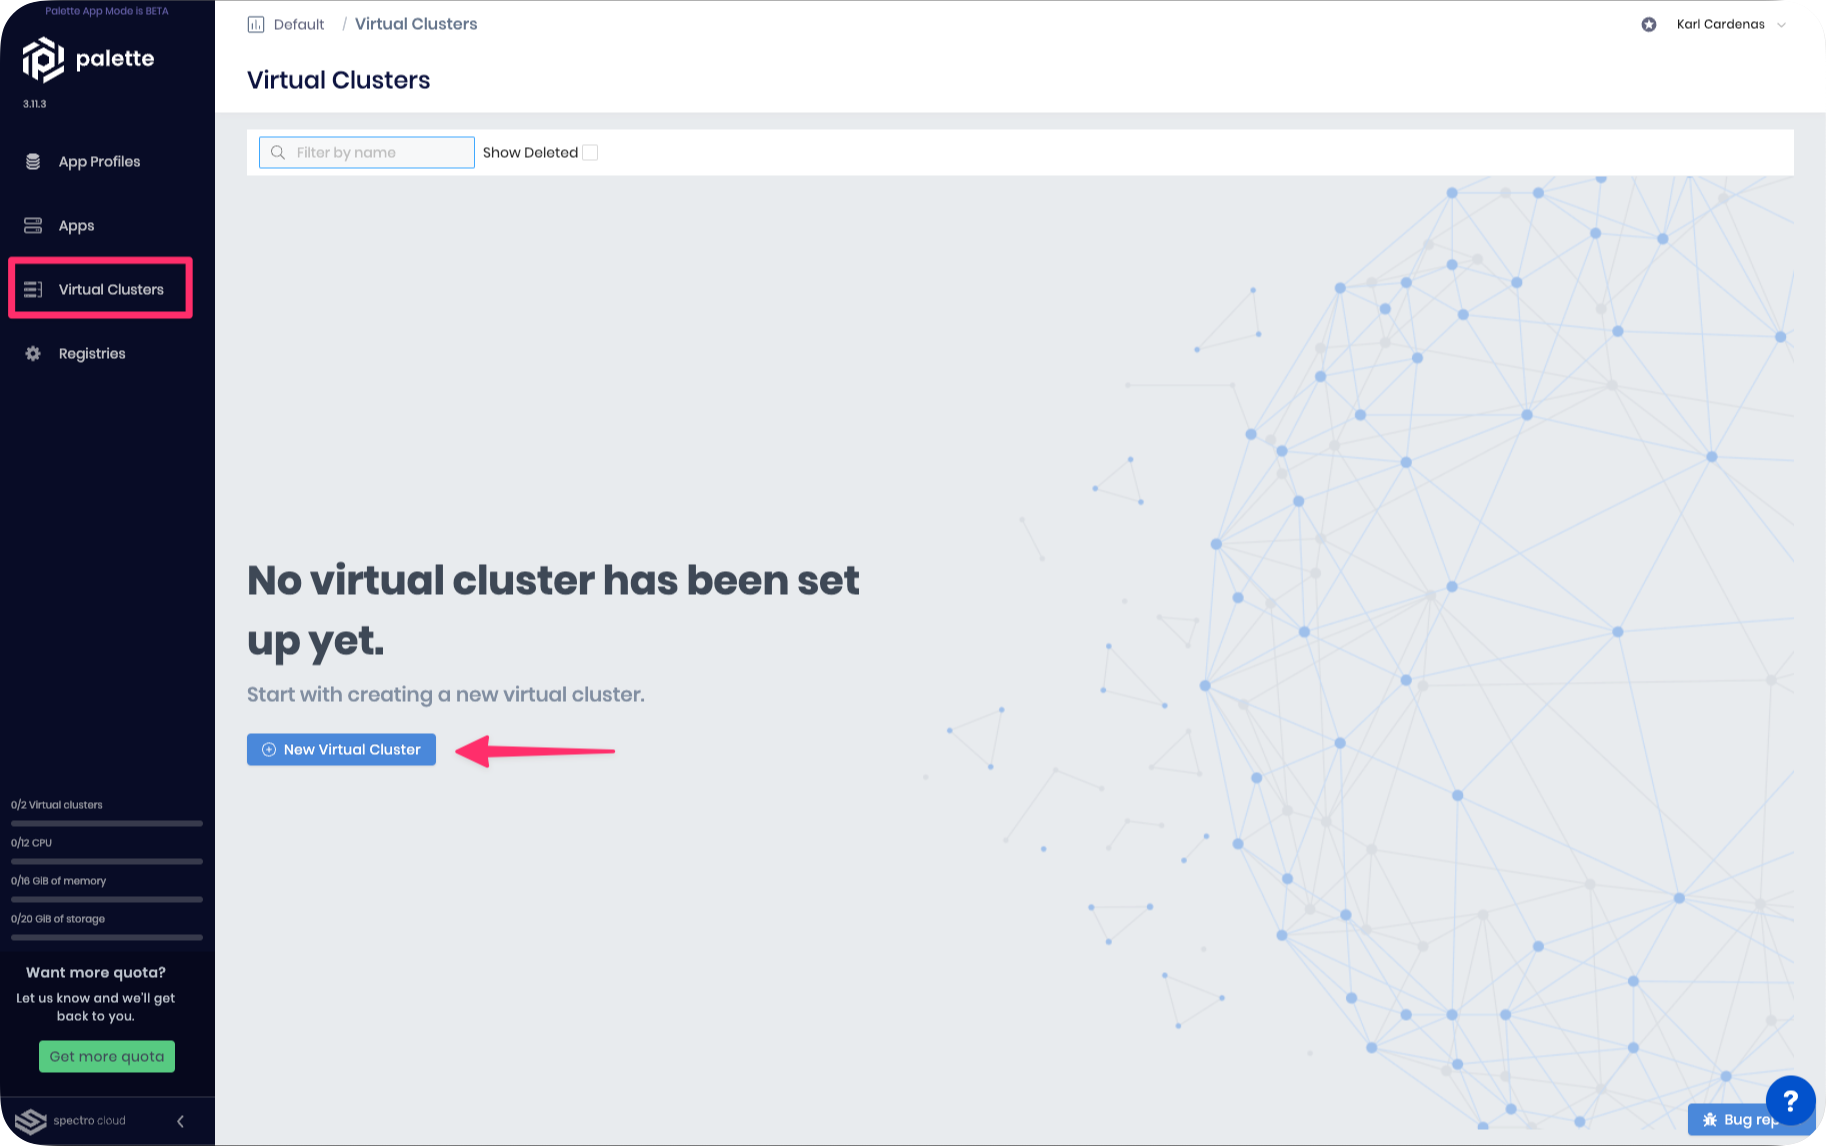 Palette App Mode is BETA
palette
3.11.3
App Profiles
Apps
Virtual Clusters
Registries
0/2 Virtual clusters
0/12 CPU
0/16 GiB of memory
0/20 GiB of storage
Want more quota?
Let us know and we'll get
back to you.
Get more quota
spectro cloud
Default / Virtual Clusters
Karl Cardenas
Virtual Clusters
Filter by name
Show Deleted
No virtual cluster has been set
up yet.
Start with creating a new virtual cluster.
New Virtual Cluster
Bug rep
?